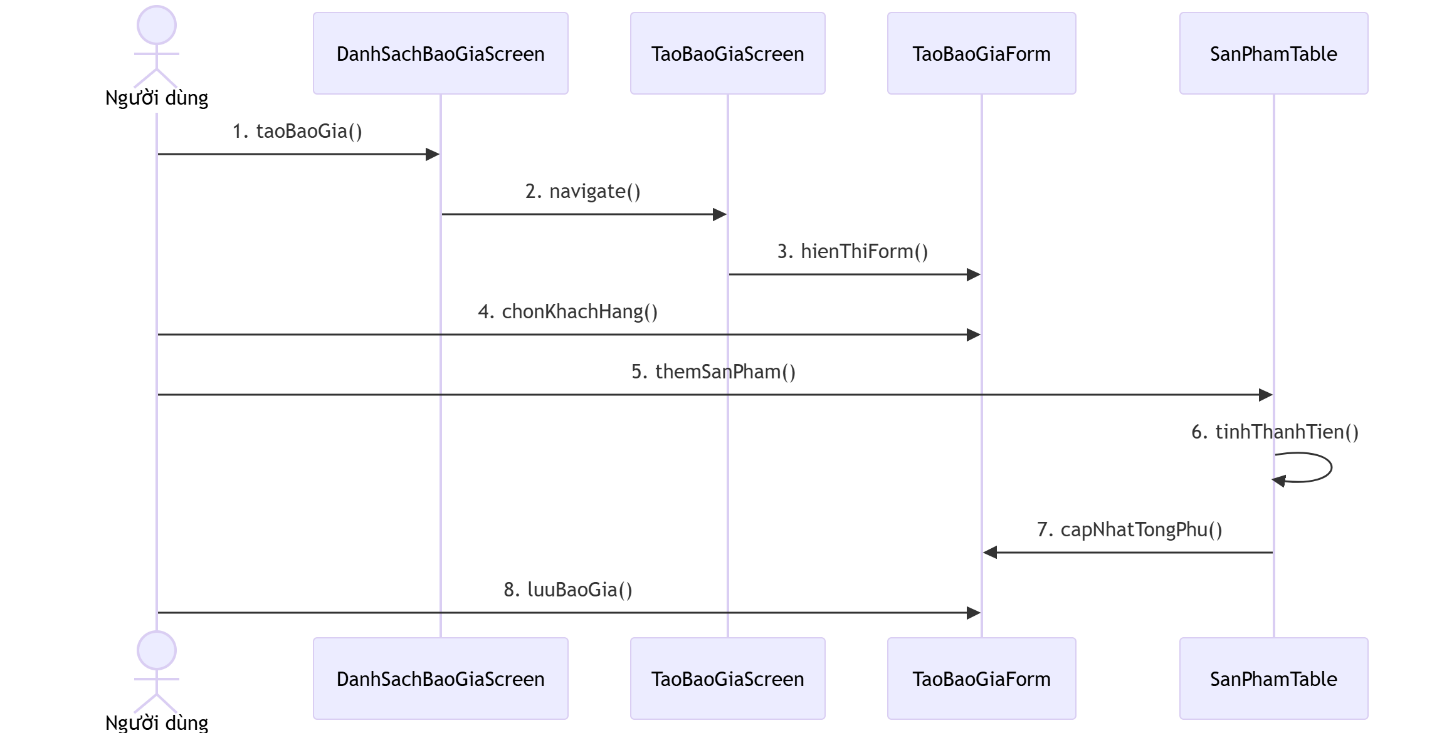 DanhSachBaoGiaScreen
TaoBaoGiaScreen
TaoBaoGiaForm
SanPhamTable
Người dùng
1. taoBaoGia()
2. navigate()
3. hienThiForm()
4. chonKhachHang()
5. themSanPham()
6. tinhThanhTien()
7. capNhatTongPhu()
8. luuBaoGia()
DanhSachBaoGiaScreen
TaoBaoGiaScreen
TaoBaoGiaForm
SanPhamTable
Người dùng